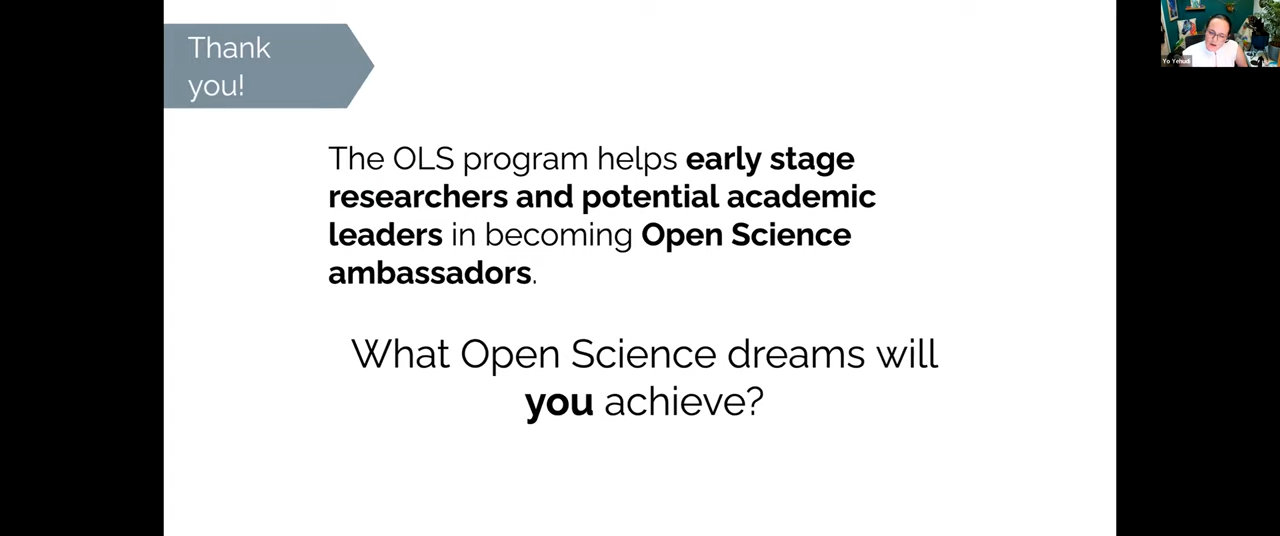 Thank
you!
The OLS program helps early stage
researchers and potential academic
leaders in becoming Open Science
ambassadors.
What Open Science dreams will
you achieve?
Yo Yehudi